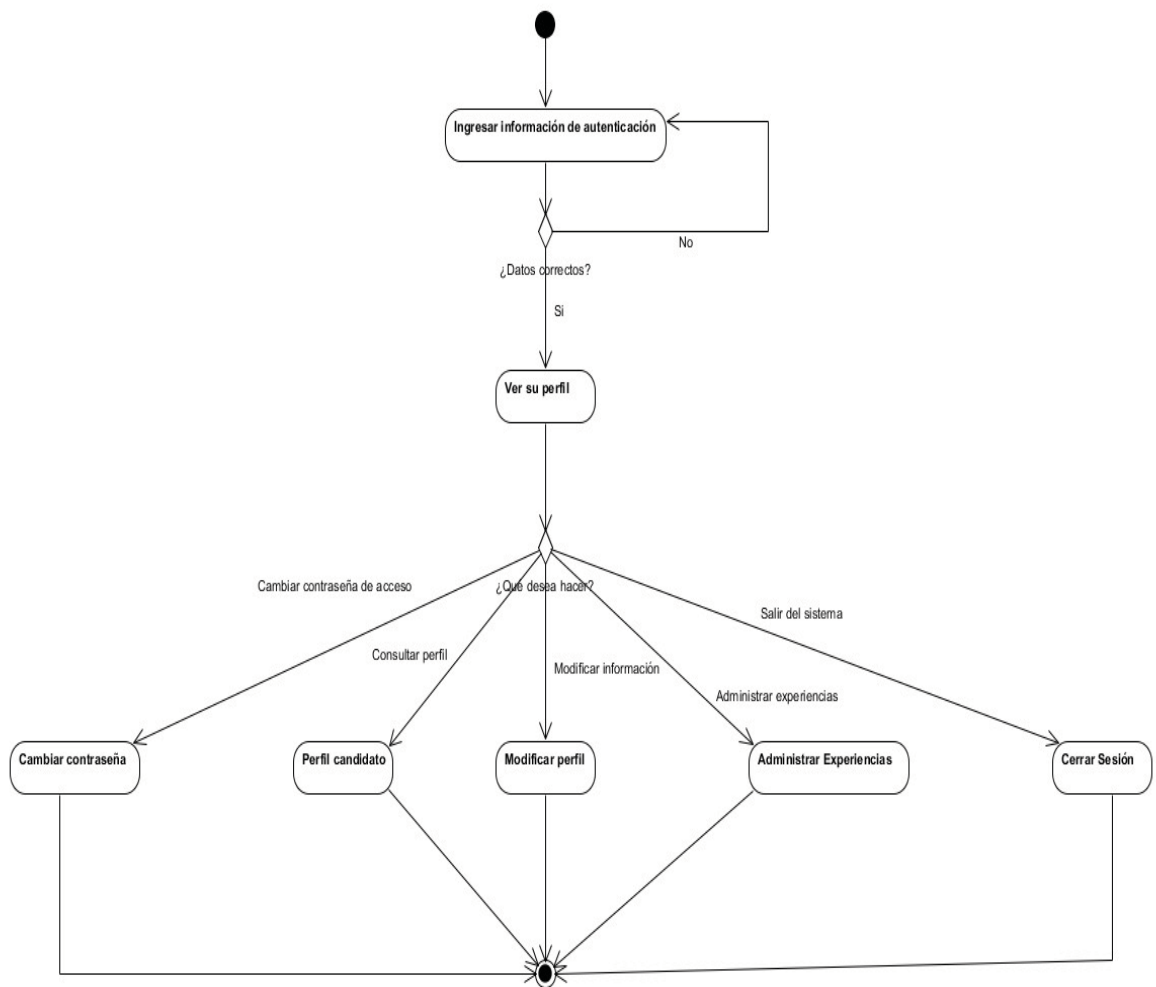 Ingresar información de autenticación
No
¿Datos correctos?
Si
Ver su perfil
Cambiar contraseña de acceso
¿Que desea hacer?
Salir del sistema
Consultar perfil
Modificar información
Administrar experiencias
Cambiar contraseña
Perfil candidato
Modificar perfil
Administrar Experiencias
Cerrar Sesión